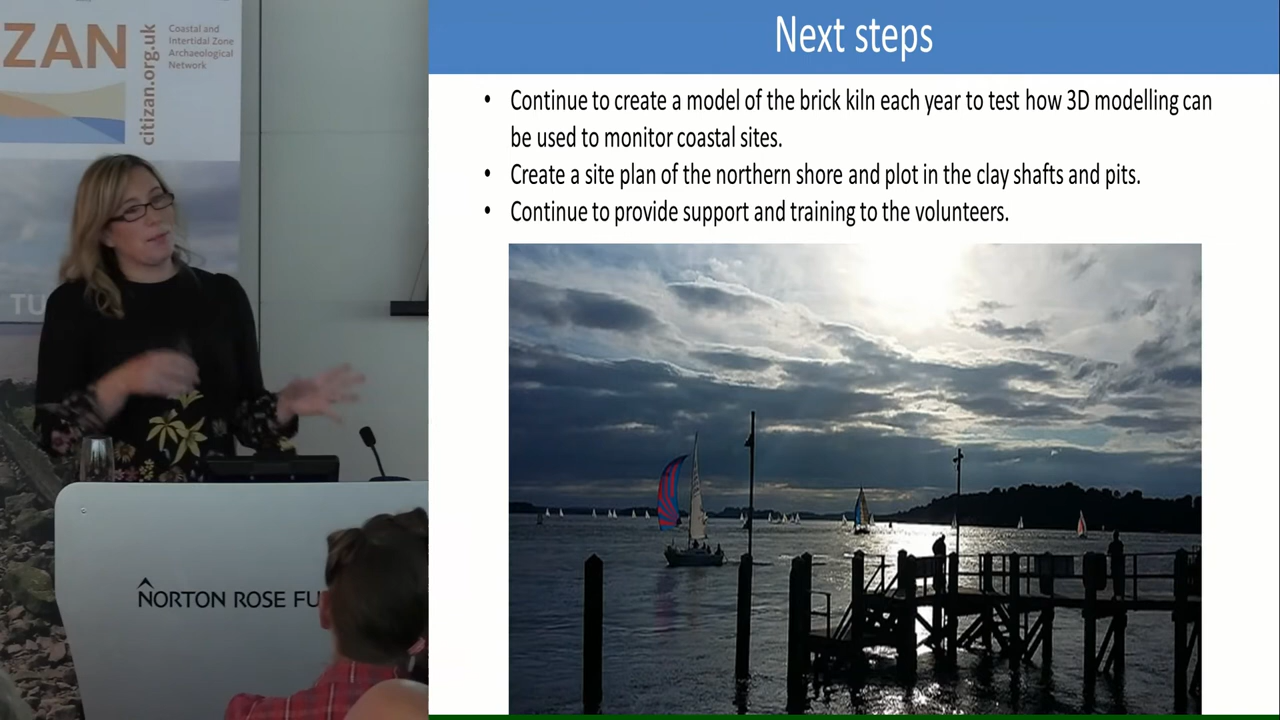 ZAN
citizan.org.uk
Coastal and
Intertidal Zone
Archaeological
Network
TU
NORTON ROSE FU
Next steps
• Continue to create a model of the brick kiln each year to test how 3D modelling can
be used to monitor coastal sites.
• Create a site plan of the northern shore and plot in the clay shafts and pits.
• Continue to provide support and training to the volunteers.